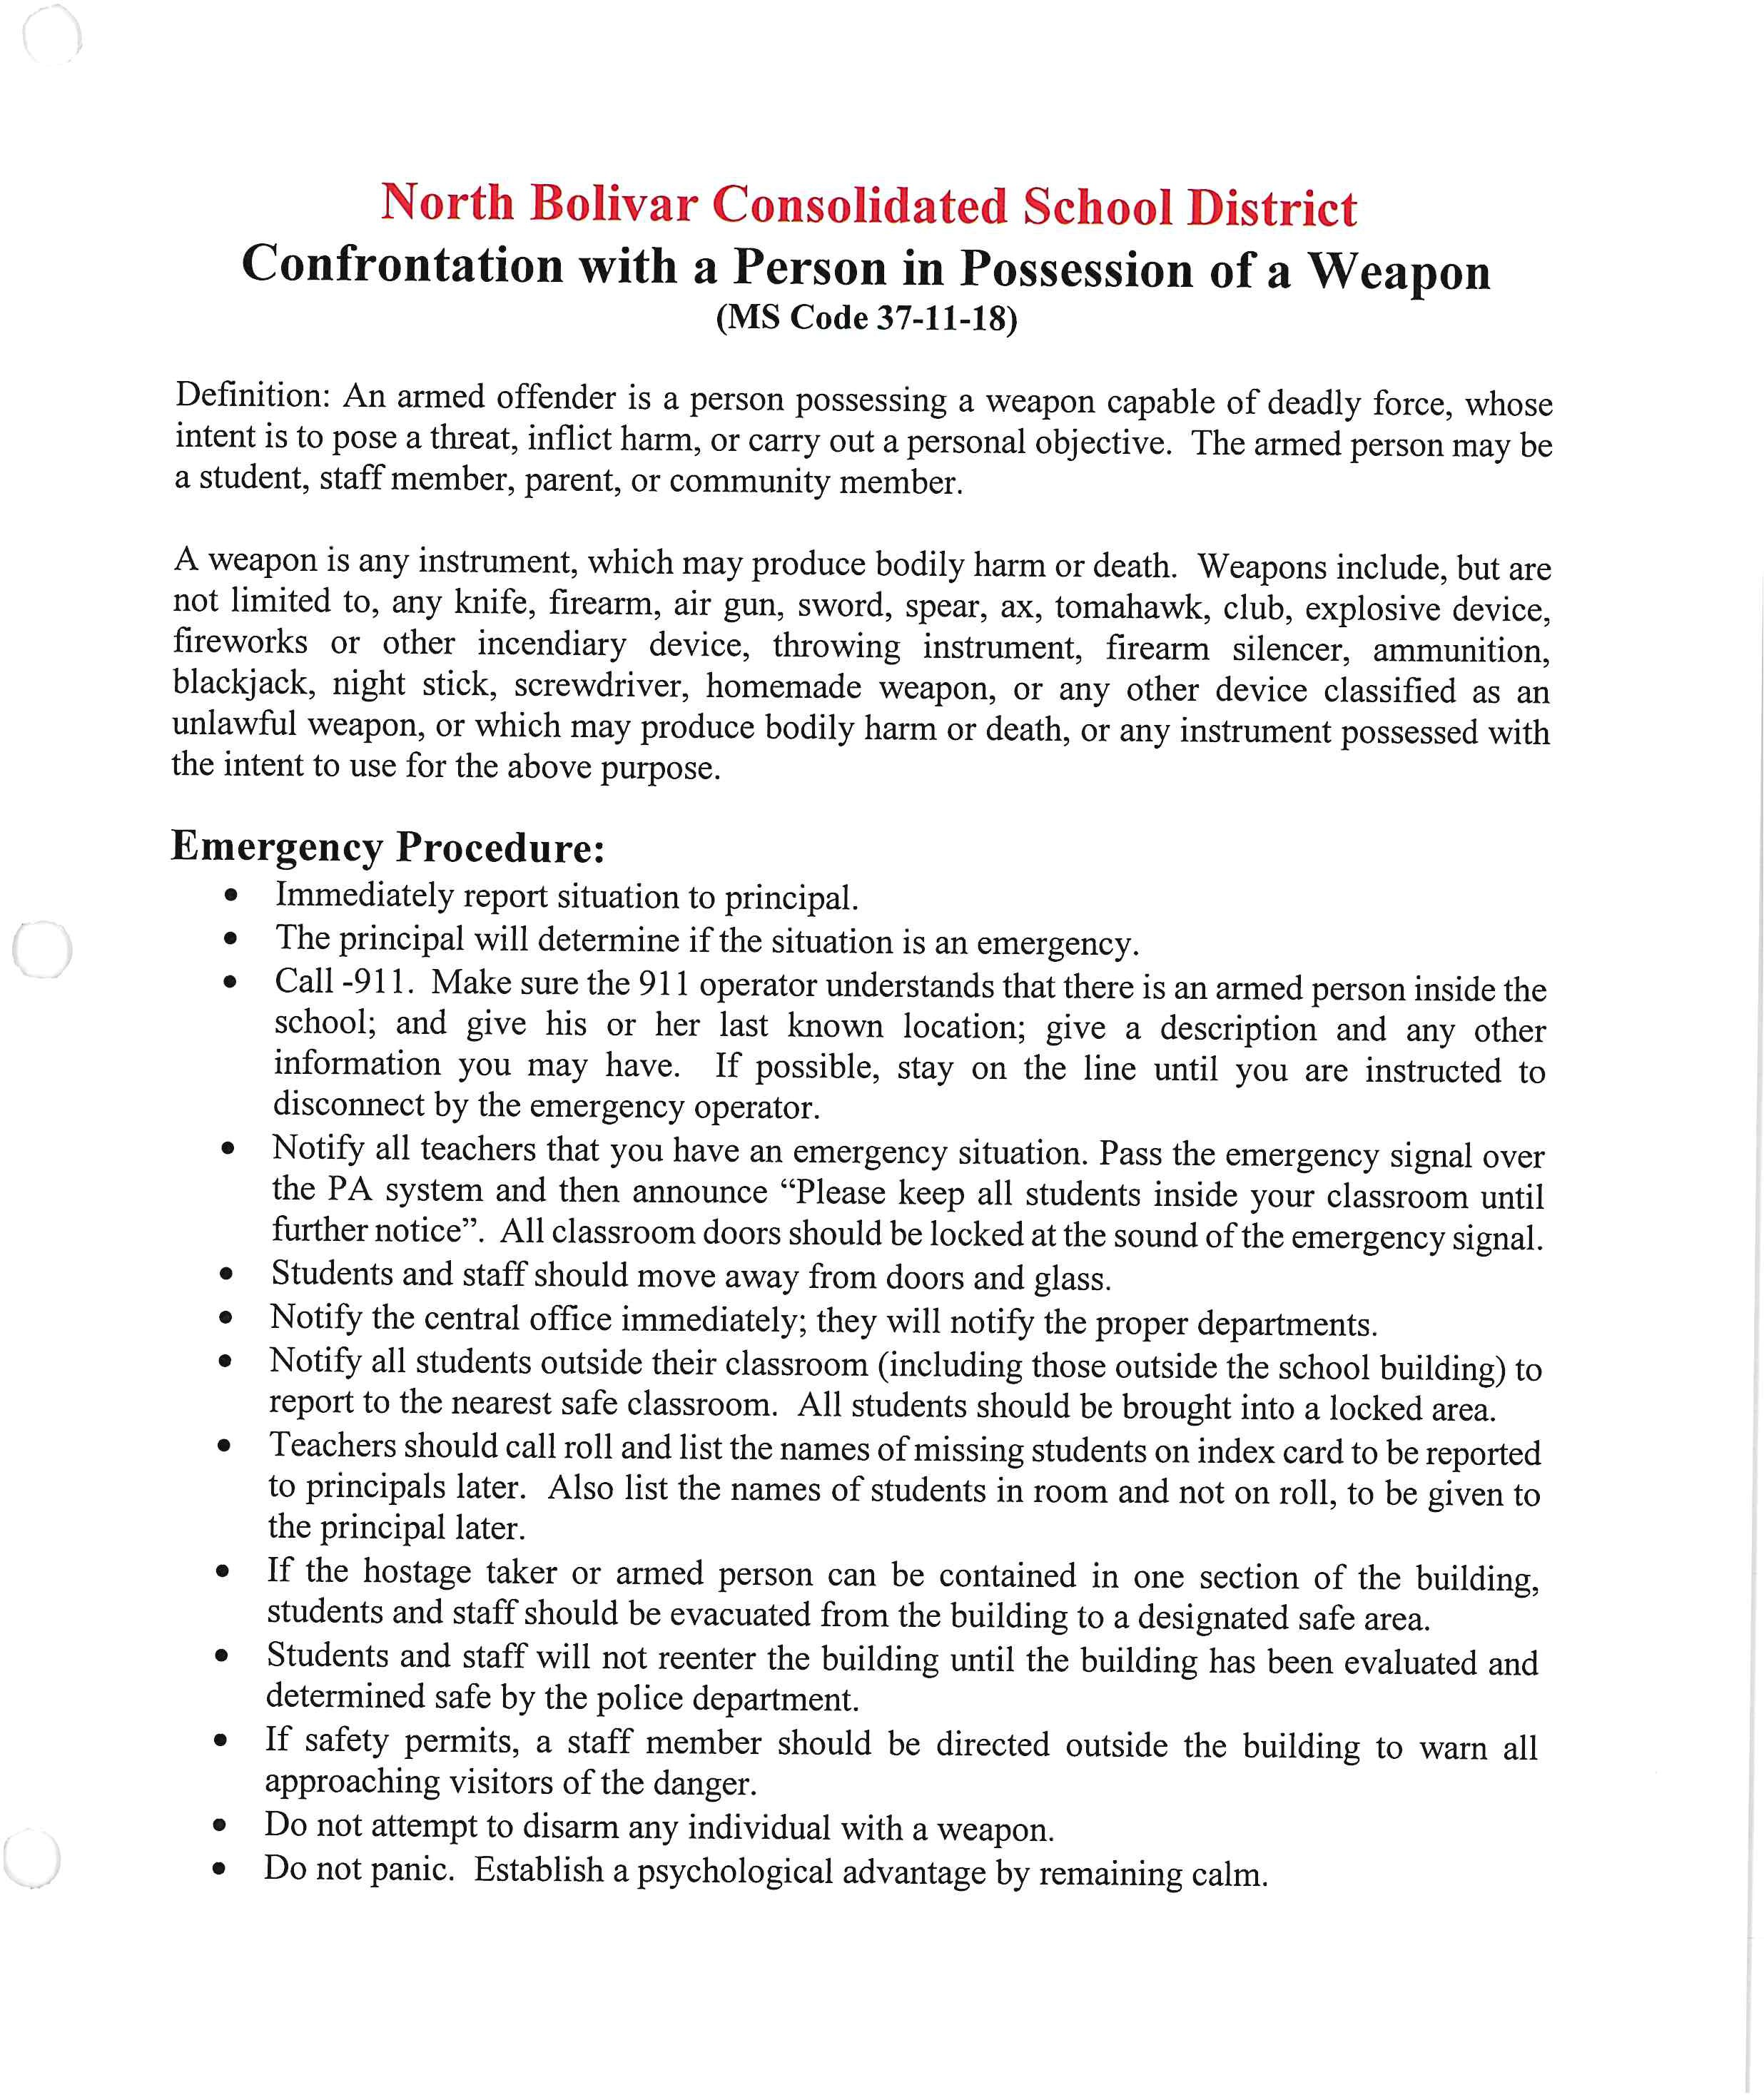 North Bolivar Consolidated School District
Confrontation with a Person in Possession of a Weapon
(MS Code 37-11-18)
Definition: An armed offender is a person possessing a weapon capable of deadly force, whose
intent is to pose a threat, inflict harm, or carry out a personal objective. The armed person may be
a student, staff member, parent, or community member.
A weapon is any instrument, which may produce bodily harm or death. Weapons include, but are
not limited to, any knife, firearm, air gun, sword, spear, ax, tomahawk, club, explosive device,
fireworks or other incendiary device, throwing instrument, firearm silencer, ammunition,
blackjack, night stick, screwdriver, homemade weapon, or any other device classified as an
unlawful weapon, or which may produce bodily harm or death, or any instrument possessed with
the intent to use for the above purpose.
Emergency Procedure:
• Immediately report situation to principal.
• The principal will determine if the situation is an emergency.
• Call -911. Make sure the 911 operator understands that there is an armed person inside the
school; and give his or her last known location; give a description and any other
information you may have. If possible, stay on the line until you are instructed to
disconnect by the emergency operator.
• Notify all teachers that you have an emergency situation. Pass the emergency signal over
the PA system and then announce “Please keep all students inside your classroom until
further notice”. All classroom doors should be locked at the sound of the emergency signal.
• Students and staff should move away from doors and glass.
• Notify the central office immediately; they will notify the proper departments.
• Notify all students outside their classroom (including those outside the school building) to
report to the nearest safe classroom. All students should be brought into a locked area.
• Teachers should call roll and list the names of missing students on index card to be reported
to principals later. Also list the names of students in room and not on roll, to be given to
the principal later.
• If the hostage taker or armed person can be contained in one section of the building,
students and staff should be evacuated from the building to a designated safe area.
• Students and staff will not reenter the building until the building has been evaluated and
determined safe by the police department.
• If safety permits, a staff member should be directed outside the building to warn all
approaching visitors of the danger.
• Do not attempt to disarm any individual with a weapon.
• Do not panic. Establish a psychological advantage by remaining calm.